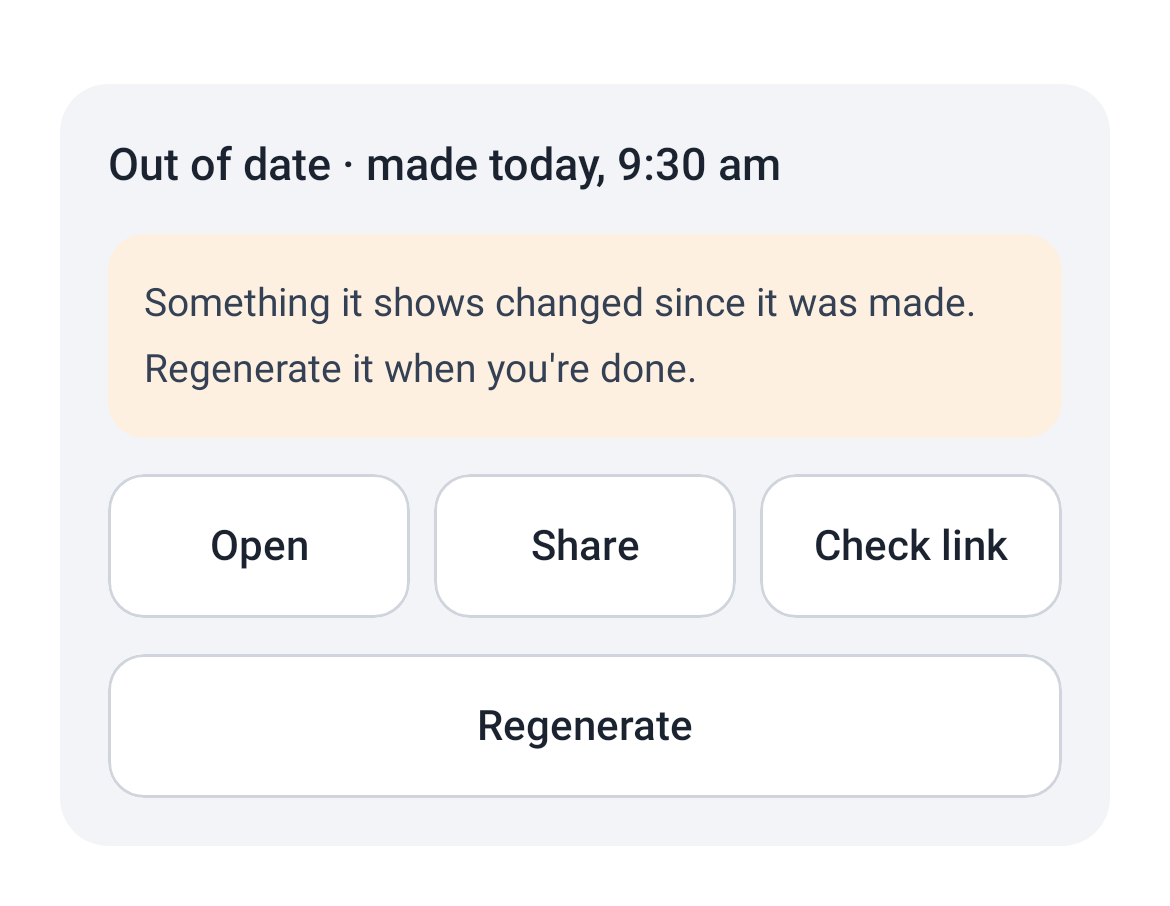 Out of date · made today, 9:30 am
Something it shows changed since it was made.
Regenerate it when you're done.
Open
Share
Check link
Regenerate